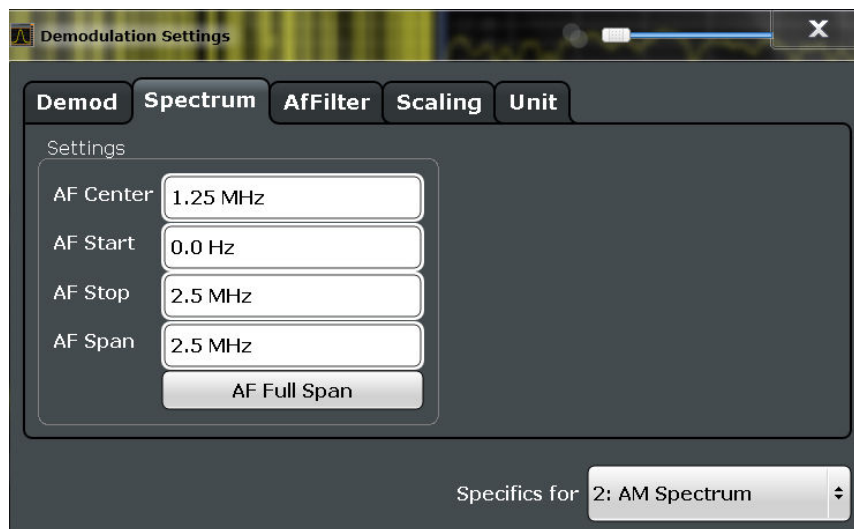 Demodulation Settings
X
Demod Spectrum AfFilter Scaling Unit
Settings
AF Center 1.25 MHz
AF Start 0.0 Hz
AF Stop 2.5 MHz
AF Span 2.5 MHz
AF Full Span
Specifics for 2: AM Spectrum